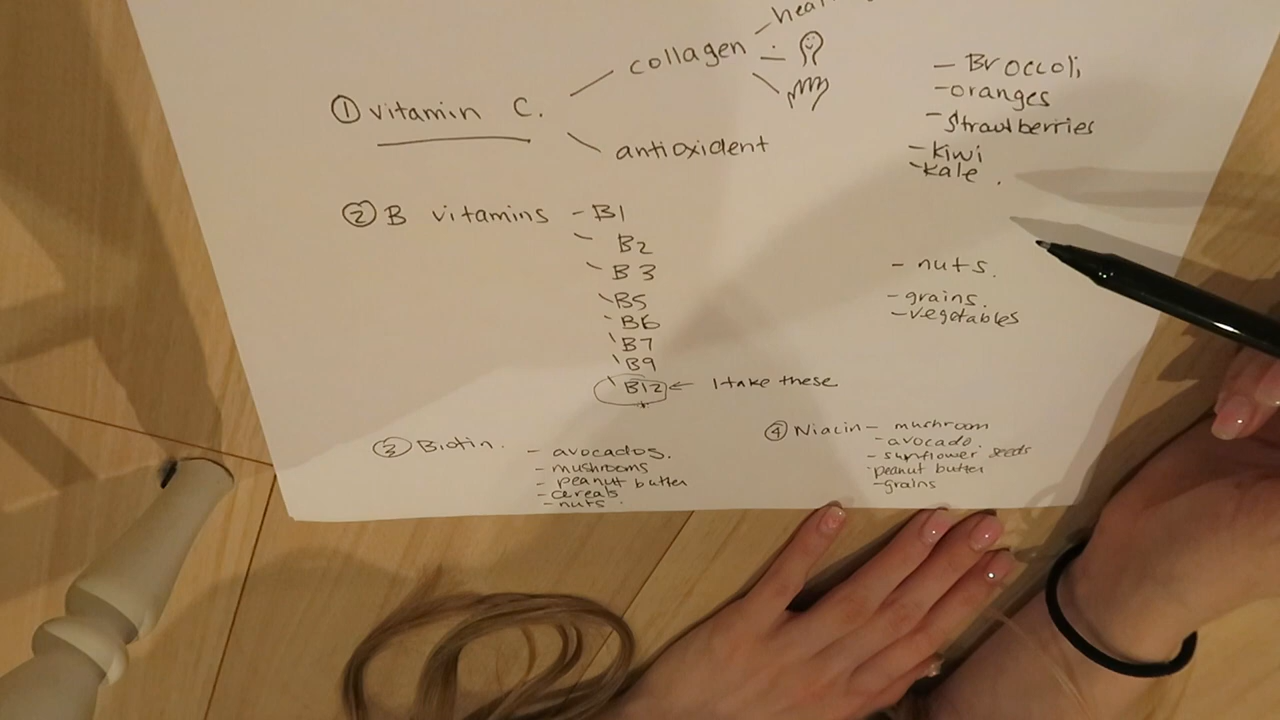 ① vitamin C.
collagen
antioxident
- Broccoli
- oranges
- Strawberries
- kiwi
- kale.
② B vitamins - B1
- B2
- B3
- B5
- B6
- B7
- B9
- B12 ← I take these
- nuts.
- grains.
- vegetables
③ Biotin. - avocados.
- mushrooms
- peanut butter
- cereals
- nuts.
④ Niacin - mushroom
- avocado.
- sunflower seeds
- peanut butter
- grains